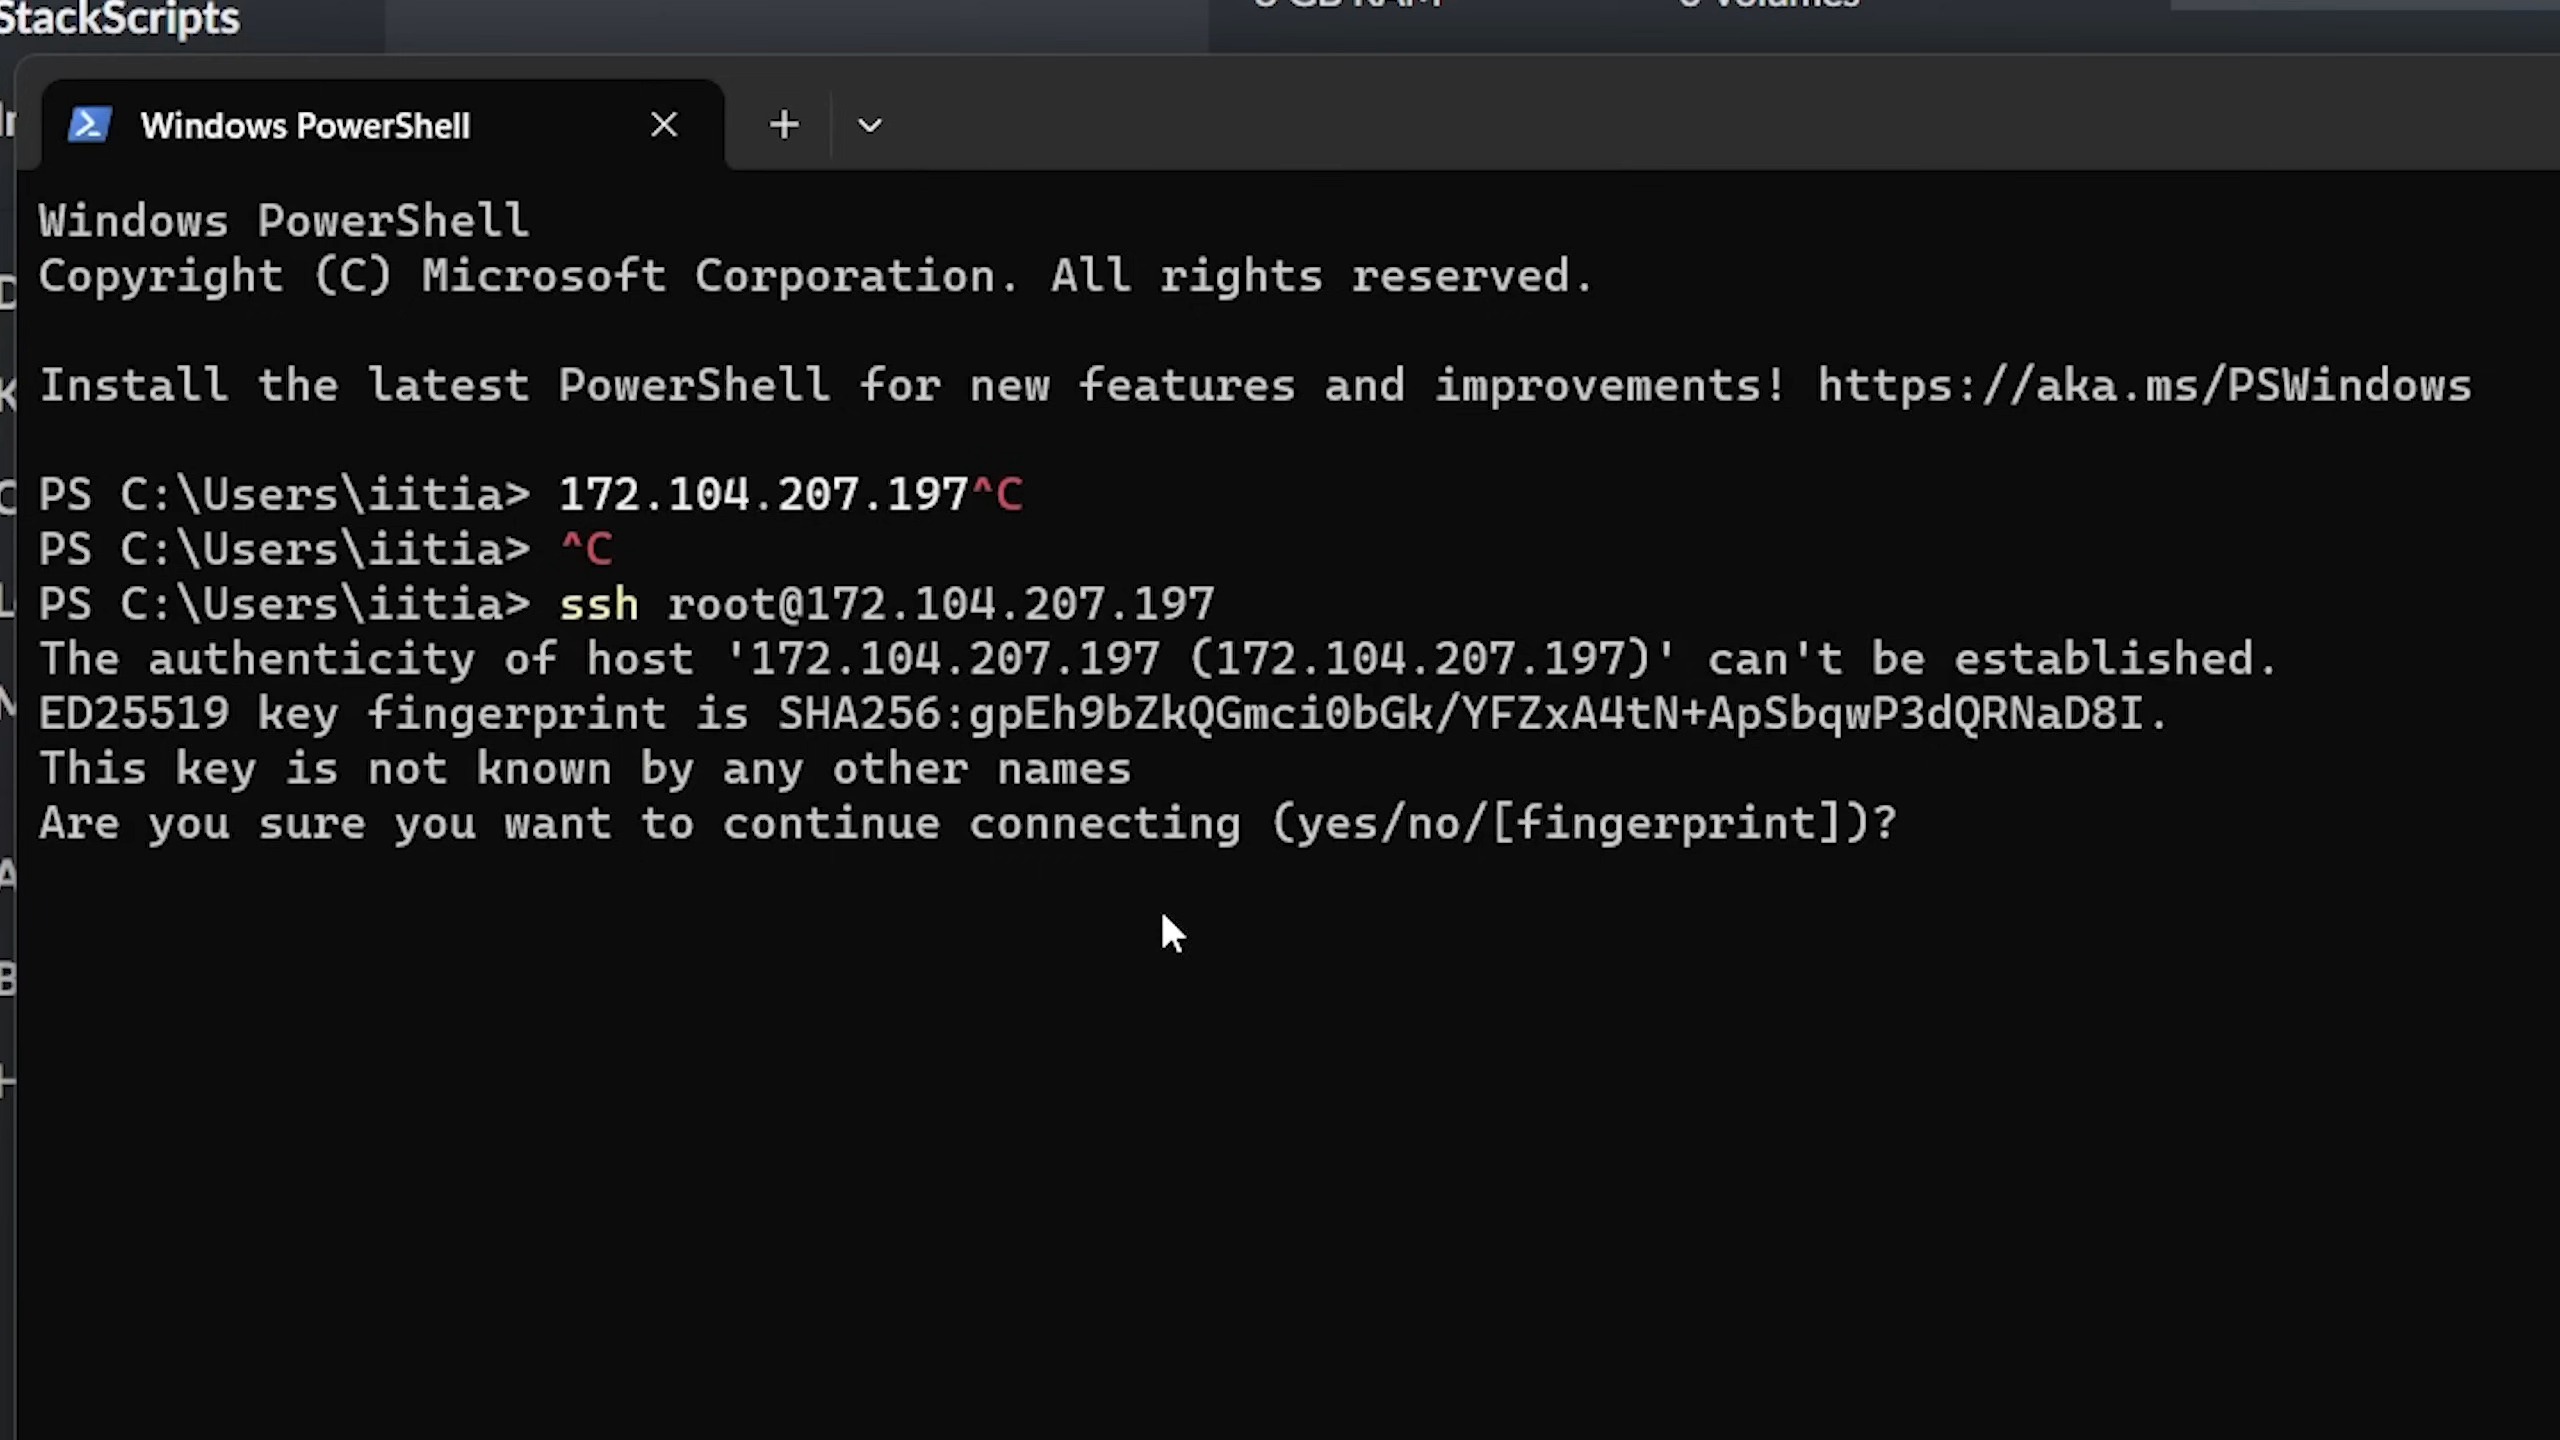 StackScripts
Windows PowerShell
Windows PowerShell
Copyright (C) Microsoft Corporation. All rights reserved.
Install the latest PowerShell for new features and improvements! https://aka.ms/PSWindows
PS C:\Users\iitia> 172.104.207.197^C
PS C:\Users\iitia> ^C
PS C:\Users\iitia> ssh root@172.104.207.197
The authenticity of host '172.104.207.197 (172.104.207.197)' can't be established.
ED25519 key fingerprint is SHA256:gpEh9bZkQGmci0bGk/YFZxA4tN+ApSbqwP3dQRNaD8I.
This key is not known by any other names
Are you sure you want to continue connecting (yes/no/[fingerprint])?